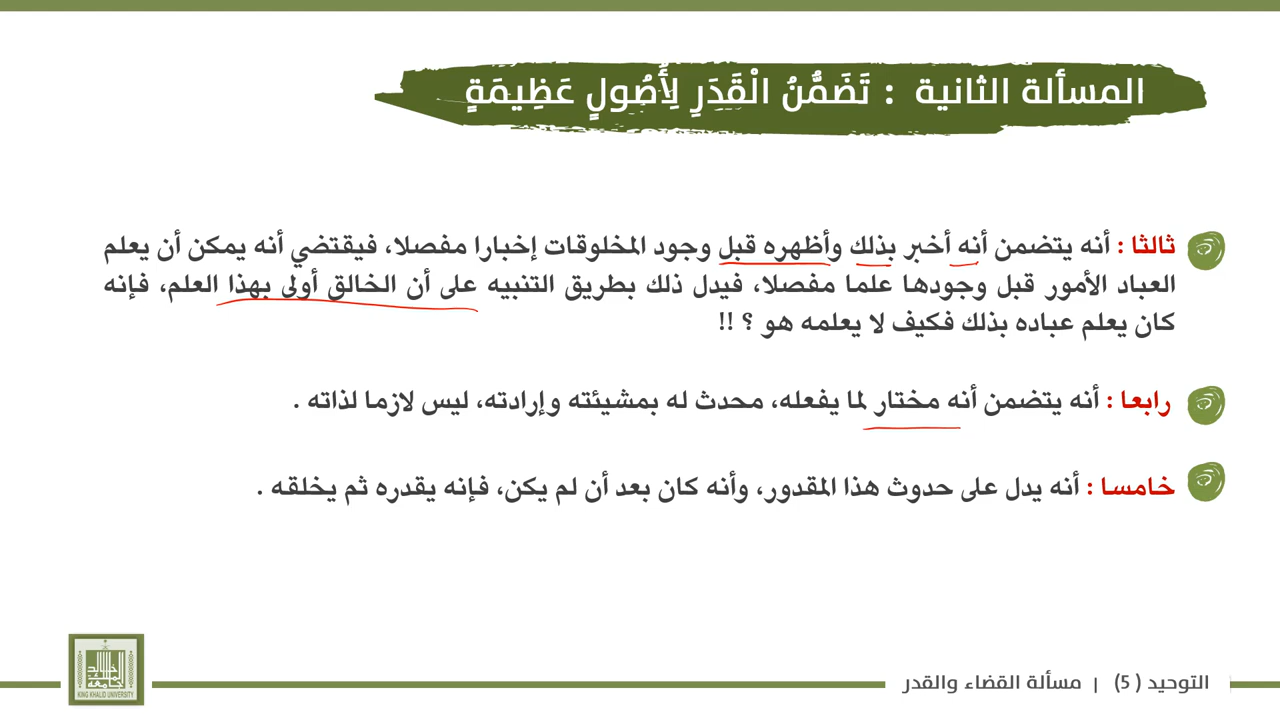 المسألة الثانية : تَضَمُّنُ الْقَدَرِ لِأُصُولٍ عَظِيمَةٍ
ثالثا : أنه يتضمن أنه أخبر بذلك وأظهره قبل وجود المخلوقات إخبارا مفصلا، فيقتضي أنه يمكن أن يعلم
العباد الأمور قبل وجودها علما مفصلا، فيدل ذلك بطريق التنبيه على أن الخالق أولى بهذا العلم، فإنه
كان يعلم عباده بذلك فكيف لا يعلمه هو ؟ !!
رابعا : أنه يتضمن أنه مختار لما يفعله، محدث له بمشيئته وإرادته، ليس لازما لذاته .
خامسا : أنه يدل على حدوث هذا المقدور، وأنه كان بعد أن لم يكن، فإنه يقدره ثم يخلقه .
التوحيد ( 5) | مسألة القضاء والقدر
جامعة الملك خالد
KING KHALID UNIVERSITY